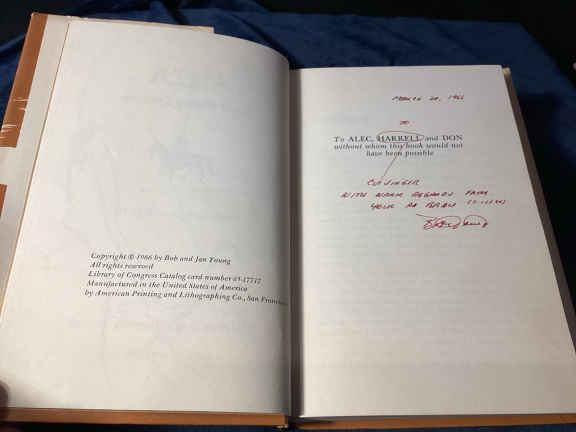 Copyright © 1966 by Bob and Jan Young
All rights reserved
Library of Congress Catalog card number 65-17717
Manufactured in the United States of America
by American Printing and Lithographing Co., San Francisco
MARCH 20, 1966
TO
To ALEC, HARRELL and DON
without whom this book would not
have been possible
WITH WARM REGARDS FROM
YOUR